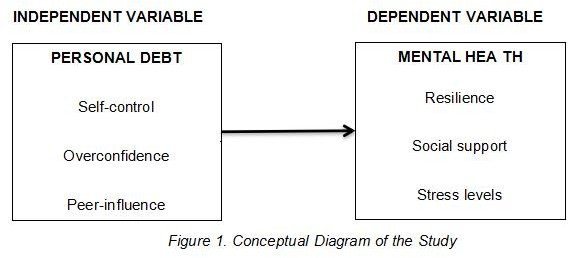 INDEPENDENT VARIABLE
DEPENDENT VARIABLE
PERSONAL DEBT
Self-control
Overconfidence
Peer-influence
MENTAL HEA TH
Resilience
Social support
Stress levels
Figure 1. Conceptual Diagram of the Study